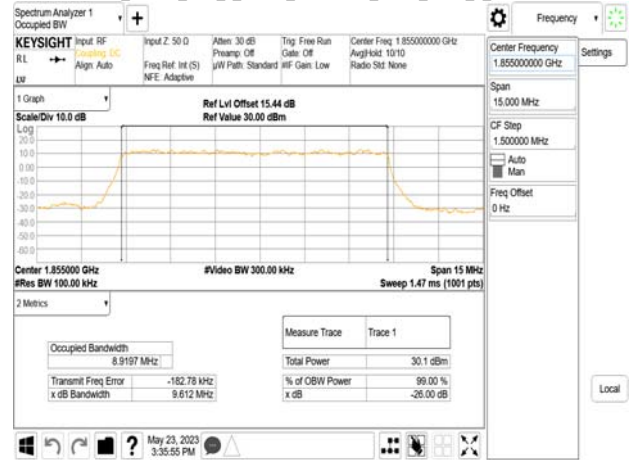 Spectrum Analyzer 1
Occupied BW
Frequency
KEYSIGHT
Input: RF
Coupling: DC
Align: Auto
Input Z: 50 Ω
Freq Ref: Int (S)
NFE: Adaptive
Atten: 30 dB
Preamp: Off
µW Path: Standard
Trig: Free Run
Gate: Off
#IF Gain: Low
Center Freq: 1.855000000 GHz
Avg|Hold: 10/10
Radio Std: None
RL
LV
Center Frequency
1.855000000 GHz
Settings
Span
15.000 MHz
CF Step
1.500000 MHz
Auto
Man
Freq Offset
0 Hz
Local
1 Graph
Scale/Div 10.0 dB
Ref Lvl Offset 15.44 dB
Ref Value 30.00 dBm
Log
20.0
10.0
0.00
-10.0
-20.0
-30.0
-40.0
-50.0
-60.0
Center 1.855000 GHz
#Video BW 300.00 kHz
Span 15 MHz
#Res BW 100.00 kHz
Sweep 1.47 ms (1001 pts)
2 Metrics
Measure Trace
Trace 1
Occupied Bandwidth
8.9197 MHz
Total Power
30.1 dBm
Transmit Freq Error
-182.78 kHz
% of OBW Power
99.00 %
x dB Bandwidth
9.612 MHz
x dB
-26.00 dB
May 23, 2023
3:35:55 PM